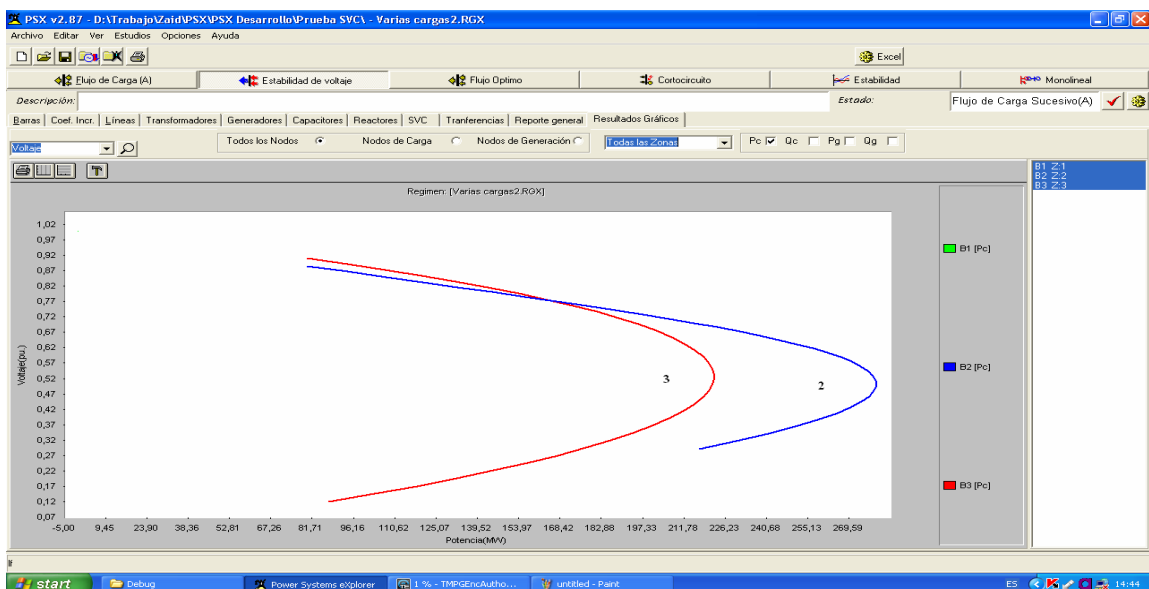 PSX v2.87 - D:\Trabajo\Zaid\PSX\PSX Desarrollo\Prueba SVC\ - Varias cargas2.RGX
Archivo Editar Ver Estudios Opciones Ayuda
Excel
Flujo de Carga (A) Estabilidad de voltaje Flujo Optimo Cortocircuito Estabilidad Monolineal
Descripción: Estado: Flujo de Carga Sucesivo(A)
Barras Coef. Incr. Líneas Transformadores Generadores Capacitores Reactores SVC Tranferencias Reporte general Resultados Gráficos
Voltaje Todos los Nodos Nodos de Carga Nodos de Generación Todas las Zonas Pc Qc Pg Qg
B1 Z:1
B2 Z:2
B3 Z:3
Regimen: [Varias cargas2.RGX]
1,02
0,97
0,92
0,87
0,82
0,77
0,72
0,67
0,62
0,57
0,52
0,47
0,42
0,37
0,32
0,27
0,22
0,17
0,12
0,07
Voltaje(pu.)
3
2
B1 [Pc]
B2 [Pc]
B3 [Pc]
-5,00 9,45 23,90 38,36 52,81 67,26 81,71 96,16 110,62 125,07 139,52 153,97 168,42 182,88 197,33 211,78 226,23 240,68 255,13 269,59
Potencia(MW)
start Debug Power Systems eXplorer 1 % - TMPGEncAutho... untitled - Paint ES 14:44